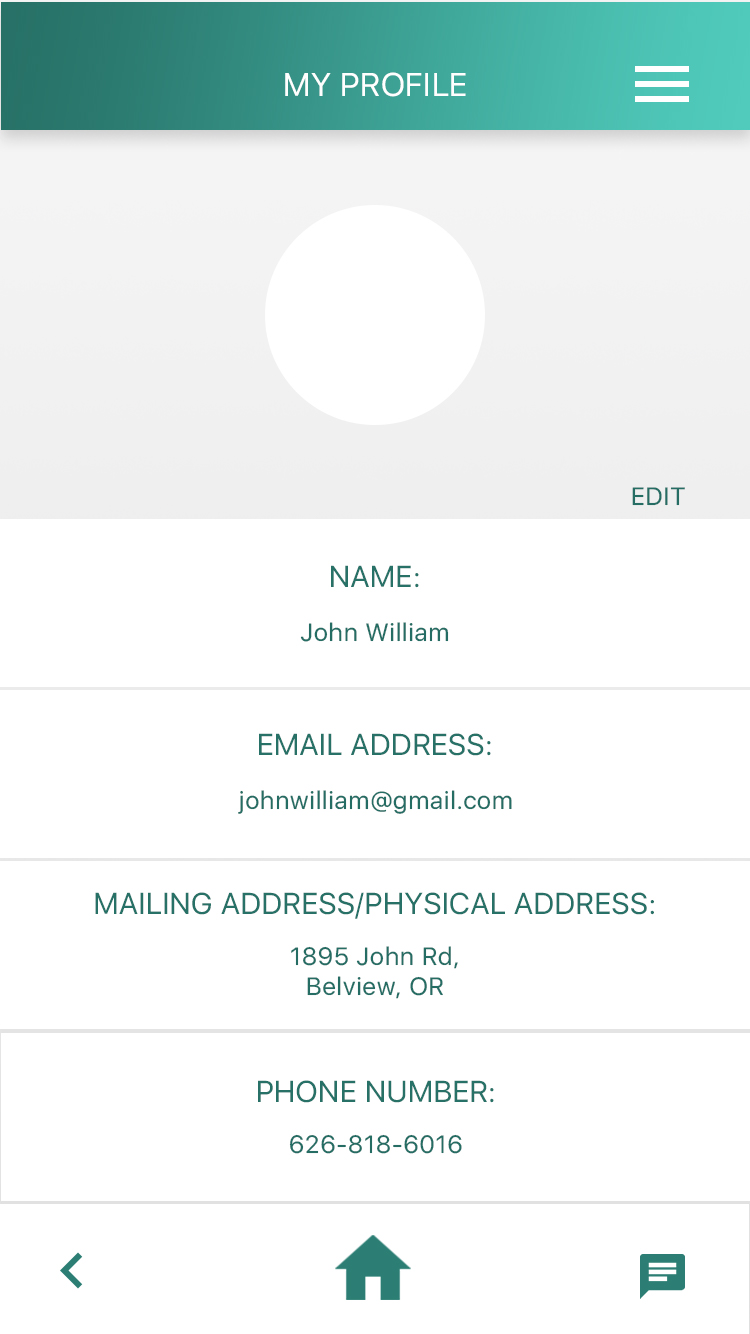 MY PROFILE
EDIT
NAME:
John William
EMAIL ADDRESS:
johnwilliam@gmail.com
MAILING ADDRESS/PHYSICAL ADDRESS:
1895 John Rd,
Belview, OR
PHONE NUMBER:
626-818-6016